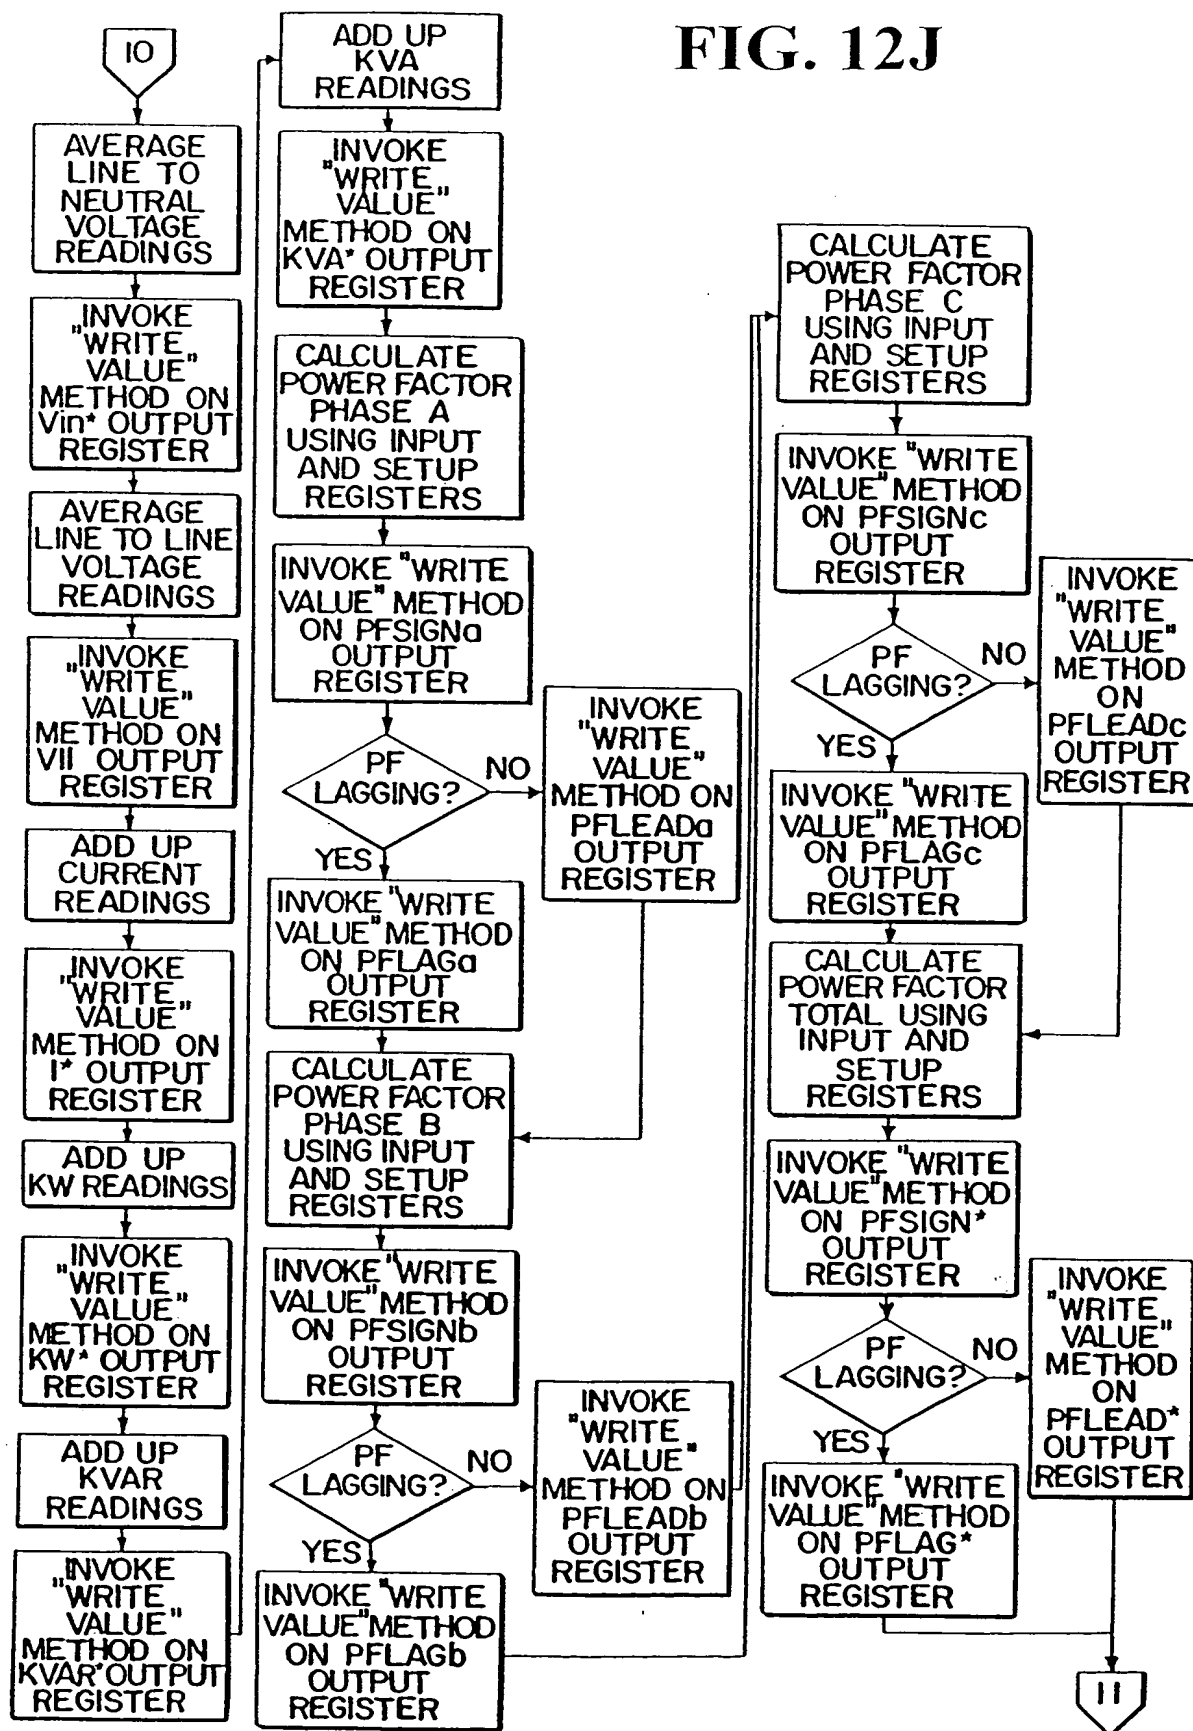 FIG. 12J
10
AVERAGE
LINE TO
NEUTRAL
VOLTAGE
READINGS
INVOKE
"WRITE
VALUE"
METHOD ON
Vin* OUTPUT
REGISTER
AVERAGE
LINE TO LINE
VOLTAGE
READINGS
INVOKE
"WRITE
VALUE"
METHOD ON
VII OUTPUT
REGISTER
ADD UP
CURRENT
READINGS
INVOKE
"WRITE
VALUE"
METHOD ON
I* OUTPUT
REGISTER
ADD UP
KW READINGS
INVOKE
"WRITE
VALUE"
METHOD ON
KW* OUTPUT
REGISTER
ADD UP
KVAR
READINGS
INVOKE
"WRITE
VALUE"
METHOD ON
KVAR* OUTPUT
REGISTER
ADD UP
KVA
READINGS
INVOKE
"WRITE
VALUE"
METHOD ON
KVA* OUTPUT
REGISTER
CALCULATE
POWER FACTOR
PHASE A
USING INPUT
AND SETUP
REGISTERS
INVOKE "WRITE
VALUE" METHOD
ON PFSIGNa
OUTPUT
REGISTER
PF
LAGGING?
NO
YES
INVOKE
"WRITE
VALUE"
METHOD ON
PFLEADa
OUTPUT
REGISTER
INVOKE "WRITE
VALUE" METHOD
ON PFLAGa
OUTPUT
REGISTER
CALCULATE
POWER FACTOR
PHASE B
USING INPUT
AND SETUP
REGISTERS
INVOKE "WRITE
VALUE" METHOD
ON PFSIGNb
OUTPUT
REGISTER
PF
LAGGING?
NO
YES
INVOKE
"WRITE
VALUE"
METHOD ON
PFLEADb
OUTPUT
REGISTER
INVOKE "WRITE
VALUE" METHOD
ON PFLAGb
OUTPUT
REGISTER
CALCULATE
POWER FACTOR
PHASE C
USING INPUT
AND SETUP
REGISTERS
INVOKE "WRITE
VALUE" METHOD
ON PFSIGNc
OUTPUT
REGISTER
PF
LAGGING?
NO
YES
INVOKE
"WRITE
VALUE"
METHOD
ON
PFLEADc
OUTPUT
REGISTER
INVOKE "WRITE
VALUE" METHOD
ON PFLAGc
OUTPUT
REGISTER
CALCULATE
POWER FACTOR
TOTAL USING
INPUT AND
SETUP
REGISTERS
INVOKE "WRITE
VALUE" METHOD
ON PFSIGN*
OUTPUT
REGISTER
PF
LAGGING?
NO
YES
INVOKE
"WRITE
VALUE"
METHOD
ON
PFLEAD*
OUTPUT
REGISTER
INVOKE "WRITE
VALUE" METHOD
ON PFLAG*
OUTPUT
REGISTER
11